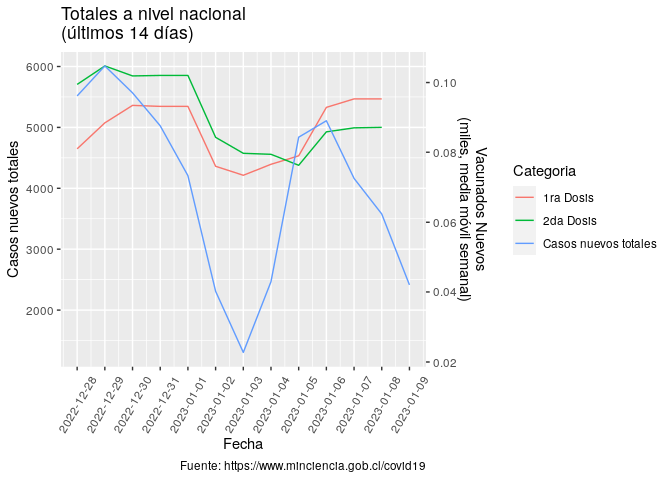 Totales a nivel nacional
(últimos 14 días)
Casos nuevos totales
6000
5000
4000
3000
2000
0.10
0.08
0.06
0.04
0.02
Vacunados Nuevos
(miles, media móvil semanal)
2022-12-28
2022-12-29
2022-12-30
2022-12-31
2023-01-01
2023-01-02
2023-01-03
2023-01-04
2023-01-05
2023-01-06
2023-01-07
2023-01-08
2023-01-09
Fecha
Categoria
1ra Dosis
2da Dosis
Casos nuevos totales
Fuente: https://www.minciencia.gob.cl/covid19